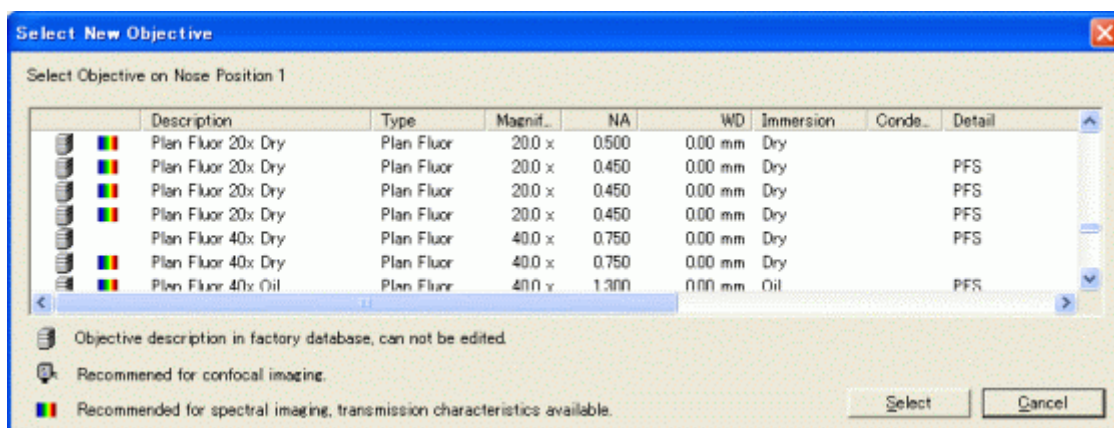 Select New Objective
Select Objective on Nose Position 1
Description Type Magnif... NA WD Immersion Conde... Detail
Plan Fluor 20x Dry Plan Fluor 20.0 x 0.500 0.00 mm Dry
Plan Fluor 20x Dry Plan Fluor 20.0 x 0.450 0.00 mm Dry PFS
Plan Fluor 20x Dry Plan Fluor 20.0 x 0.450 0.00 mm Dry PFS
Plan Fluor 20x Dry Plan Fluor 20.0 x 0.450 0.00 mm Dry PFS
Plan Fluor 40x Dry Plan Fluor 40.0 x 0.750 0.00 mm Dry PFS
Plan Fluor 40x Dry Plan Fluor 40.0 x 0.750 0.00 mm Dry
Plan Fluor 40x Oil Plan Fluor 40.0 x 1.300 0.00 mm Oil PFS
Objective description in factory database, can not be edited.
Recommened for confocal imaging.
Recommended for spectral imaging, transmission characteristics available.
Select Cancel